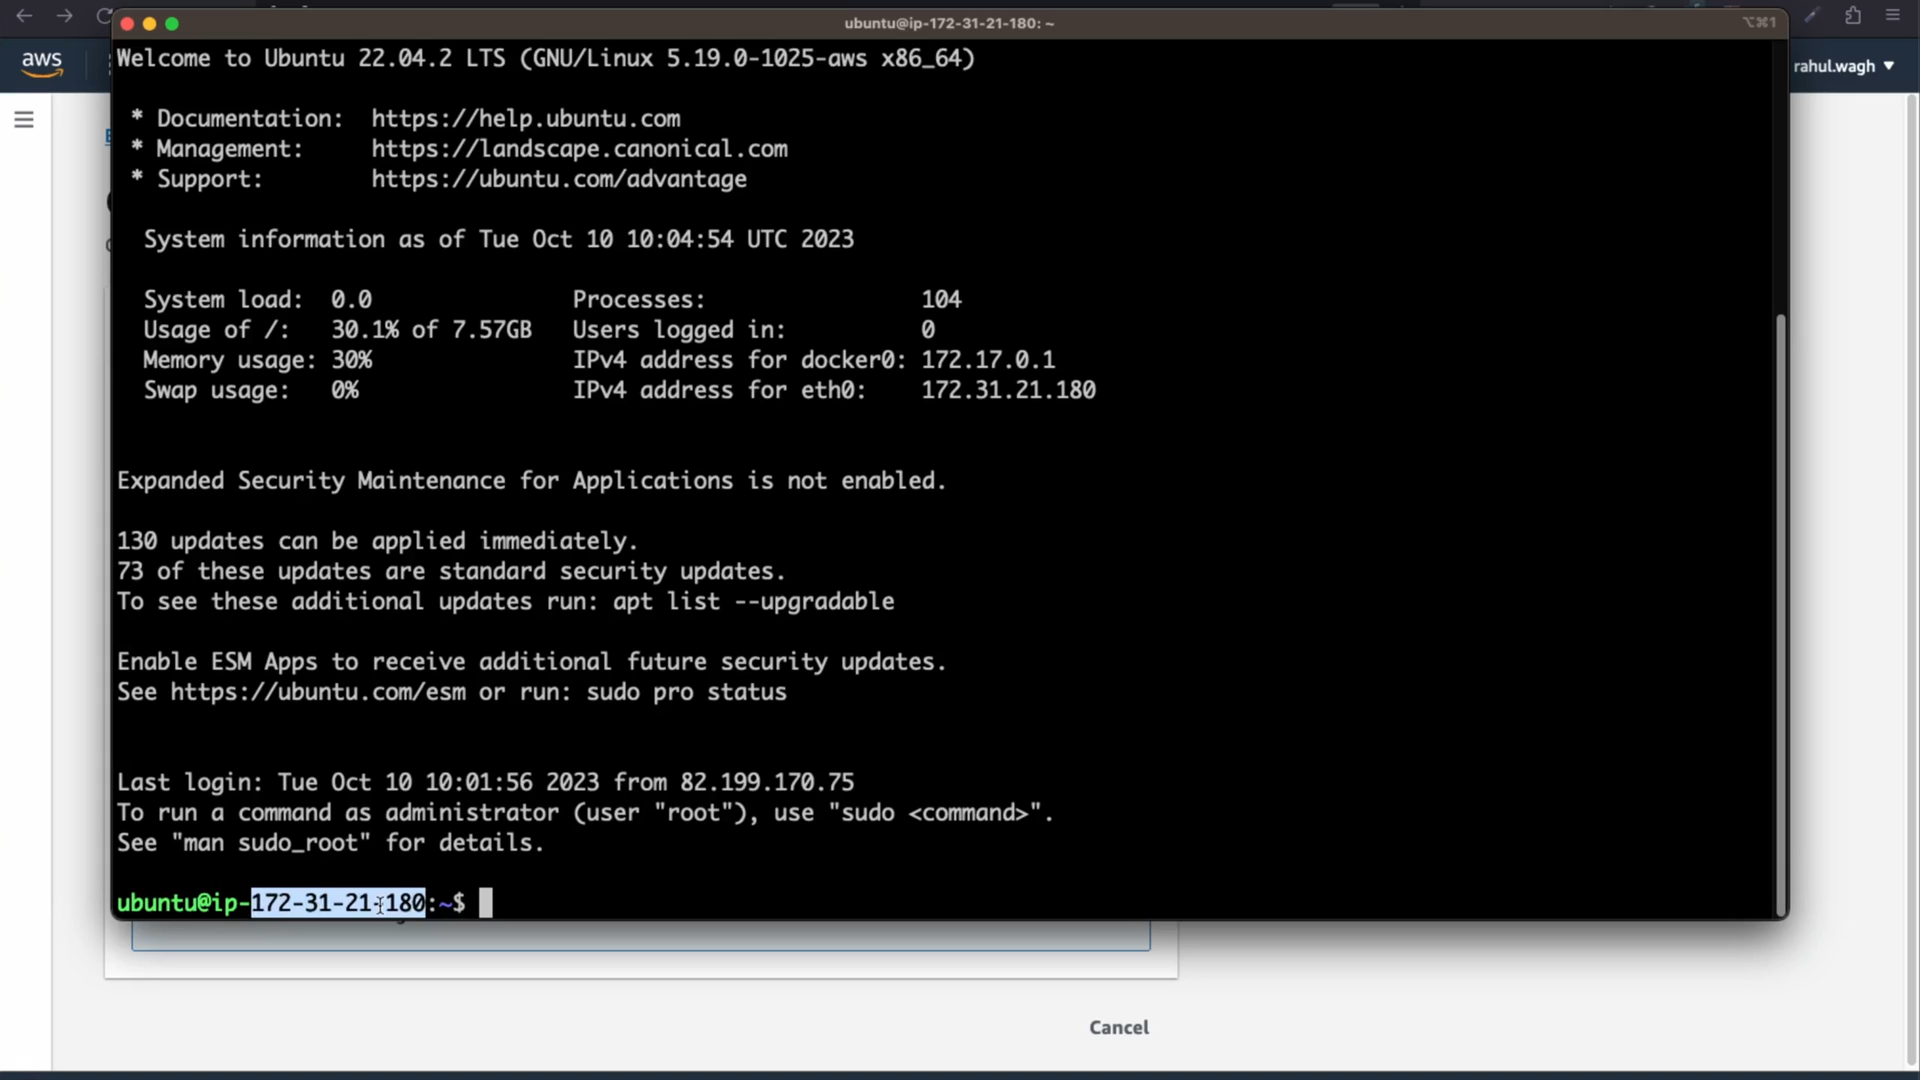 ubuntu@ip-172-31-21-180: ~
⌥⌘1
aws
rahul.wagh
Welcome to Ubuntu 22.04.2 LTS (GNU/Linux 5.19.0-1025-aws x86_64)
* Documentation: https://help.ubuntu.com
* Management: https://landscape.canonical.com
* Support: https://ubuntu.com/advantage
System information as of Tue Oct 10 10:04:54 UTC 2023
System load: 0.0 Processes: 104
Usage of /: 30.1% of 7.57GB Users logged in: 0
Memory usage: 30% IPv4 address for docker0: 172.17.0.1
Swap usage: 0% IPv4 address for eth0: 172.31.21.180
Expanded Security Maintenance for Applications is not enabled.
130 updates can be applied immediately.
73 of these updates are standard security updates.
To see these additional updates run: apt list --upgradable
Enable ESM Apps to receive additional future security updates.
See https://ubuntu.com/esm or run: sudo pro status
Last login: Tue Oct 10 10:01:56 2023 from 82.199.170.75
To run a command as administrator (user "root"), use "sudo <command>".
See "man sudo_root" for details.
ubuntu@ip-172-31-21-180:~$
Cancel